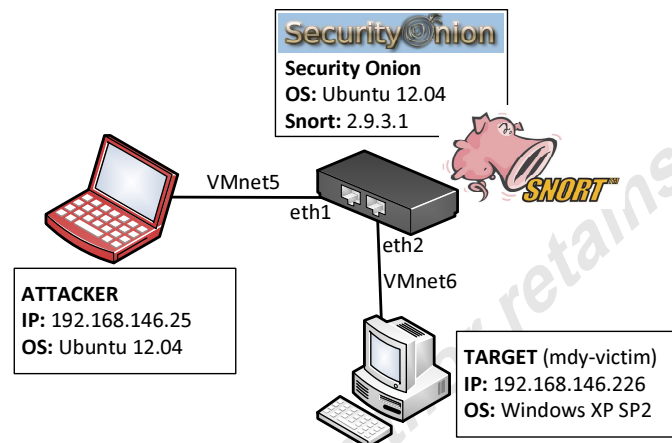 SecurityOnion
Security Onion
OS: Ubuntu 12.04
Snort: 2.9.3.1
SNORT
VMnet5
eth1
eth2
VMnet6
ATTACKER
IP: 192.168.146.25
OS: Ubuntu 12.04
TARGET (mdy-victim)
IP: 192.168.146.226
OS: Windows XP SP2
retains